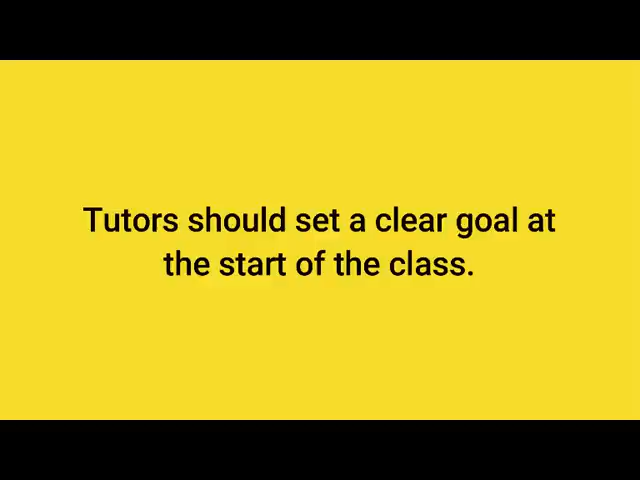 Tutors should set a clear goal at
the start of the class.